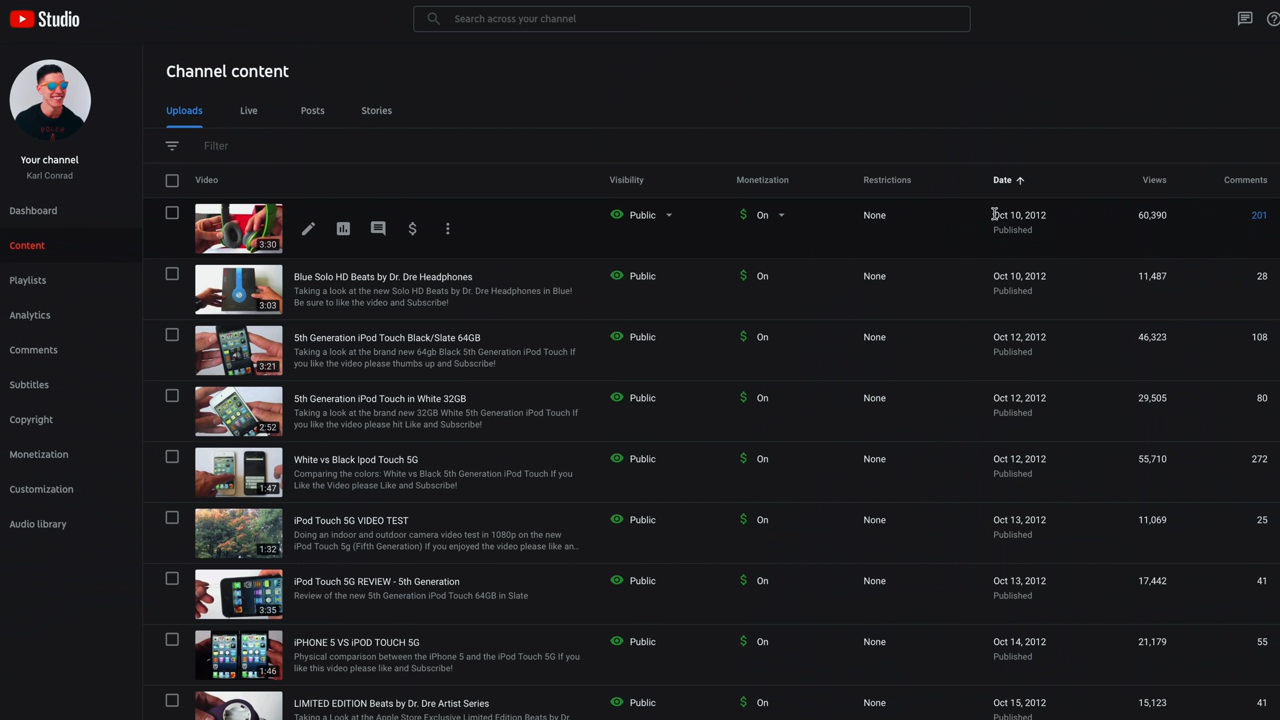 Studio
Search across your channel
Channel content
Uploads Live Posts Stories
Filter
Your channel
Karl Conrad
Dashboard
Content
Playlists
Analytics
Comments
Subtitles
Copyright
Monetization
Customization
Audio library
Video Visibility Monetization Restrictions Date Views Comments
3:30 $ Public $ On None Oct 10, 2012 60,390 201
Published
Blue Solo HD Beats by Dr. Dre Headphones Public $ On None Oct 10, 2012 11,487 28
Taking a look at the new Solo HD Beats by Dr. Dre Headphones in Blue! Published
Be sure to like the video and Subscribe!
3:03
5th Generation iPod Touch Black/Slate 64GB Public $ On None Oct 12, 2012 46,323 108
Taking a look at the brand new 64gb Black 5th Generation iPod Touch If Published
you like the video please thumbs up and Subscribe!
3:21
5th Generation iPod Touch in White 32GB Public $ On None Oct 12, 2012 29,505 80
Taking a look at the brand new 32GB White 5th Generation iPod Touch If Published
you like the video please hit Like and Subscribe!
2:52
White vs Black Ipod Touch 5G Public $ On None Oct 12, 2012 55,710 272
Comparing the colors: White vs Black 5th Generation iPod Touch If you Published
Like the Video please Like and Subscribe!
1:47
iPod Touch 5G VIDEO TEST Public $ On None Oct 13, 2012 11,069 25
Doing an indoor and outdoor camera video test in 1080p on the new Published
iPod Touch 5g (Fifth Generation) If you enjoyed the video please like an...
1:32
iPod Touch 5G REVIEW - 5th Generation Public $ On None Oct 13, 2012 17,442 41
Review of the new 5th Generation iPod Touch 64GB in Slate Published
3:35
iPHONE 5 VS iPOD TOUCH 5G Public $ On None Oct 14, 2012 21,179 55
Physical comparison between the iPhone 5 and the iPod Touch 5G If you Published
like this video please like and Subscribe!
1:46
LIMITED EDITION Beats by Dr. Dre Artist Series Public $ On None Oct 15, 2012 15,123 41
Taking a Look at the Apple Store Exclusive Limited Edition Beats by Dr. Published